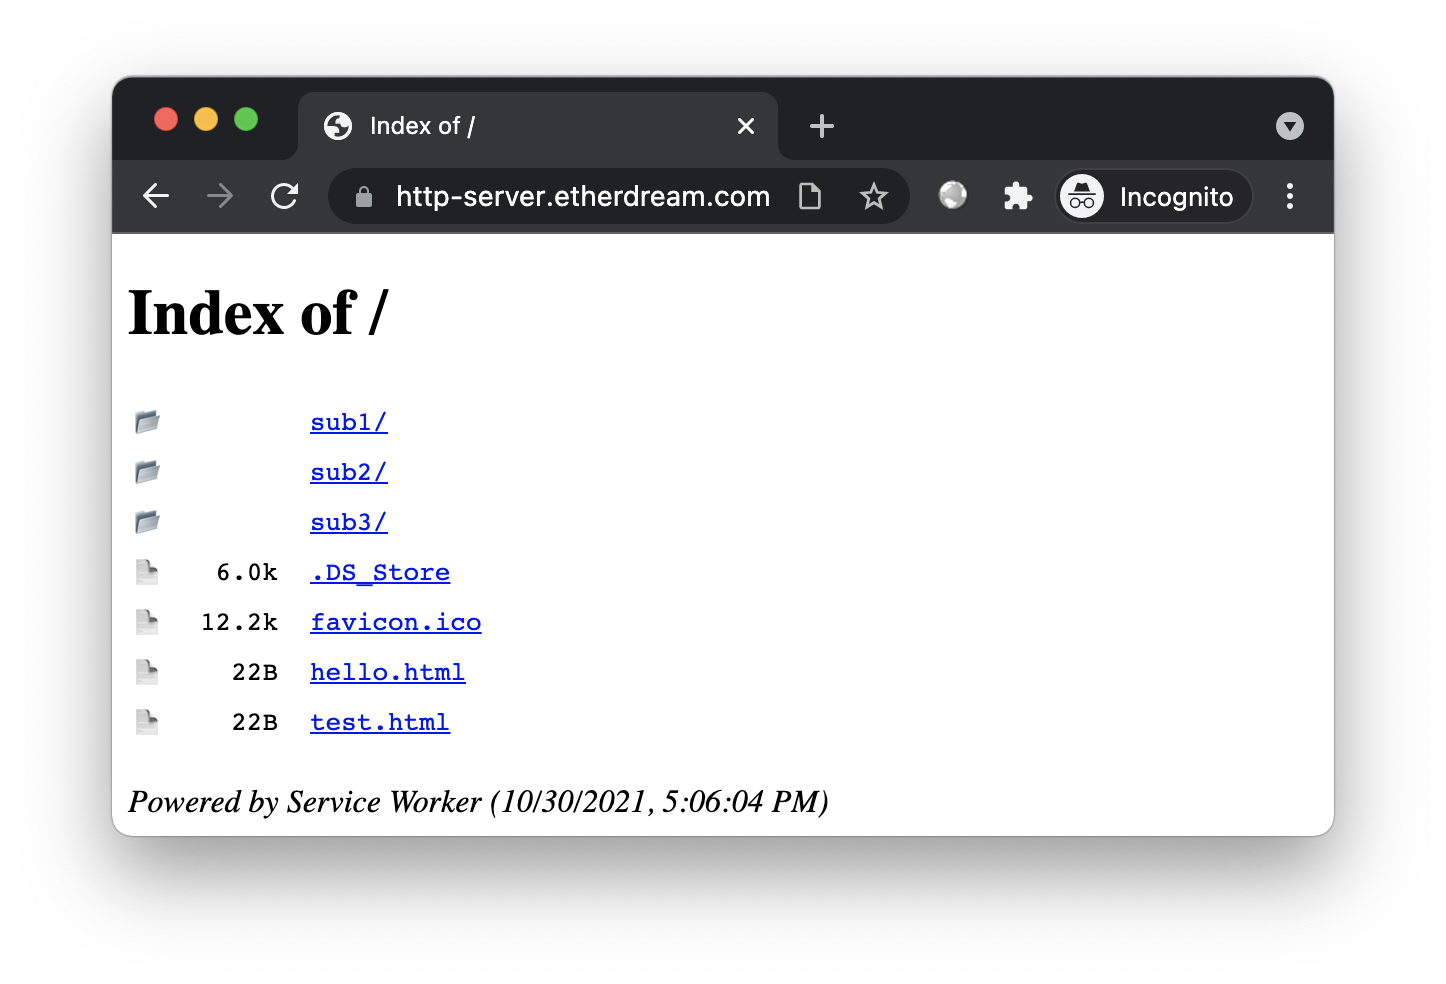 Index of /
http-server.etherdream.com Incognito
Index of /
sub1/
sub2/
sub3/
6.0k .DS_Store
12.2k favicon.ico
22B hello.html
22B test.html
Powered by Service Worker (10/30/2021, 5:06:04 PM)